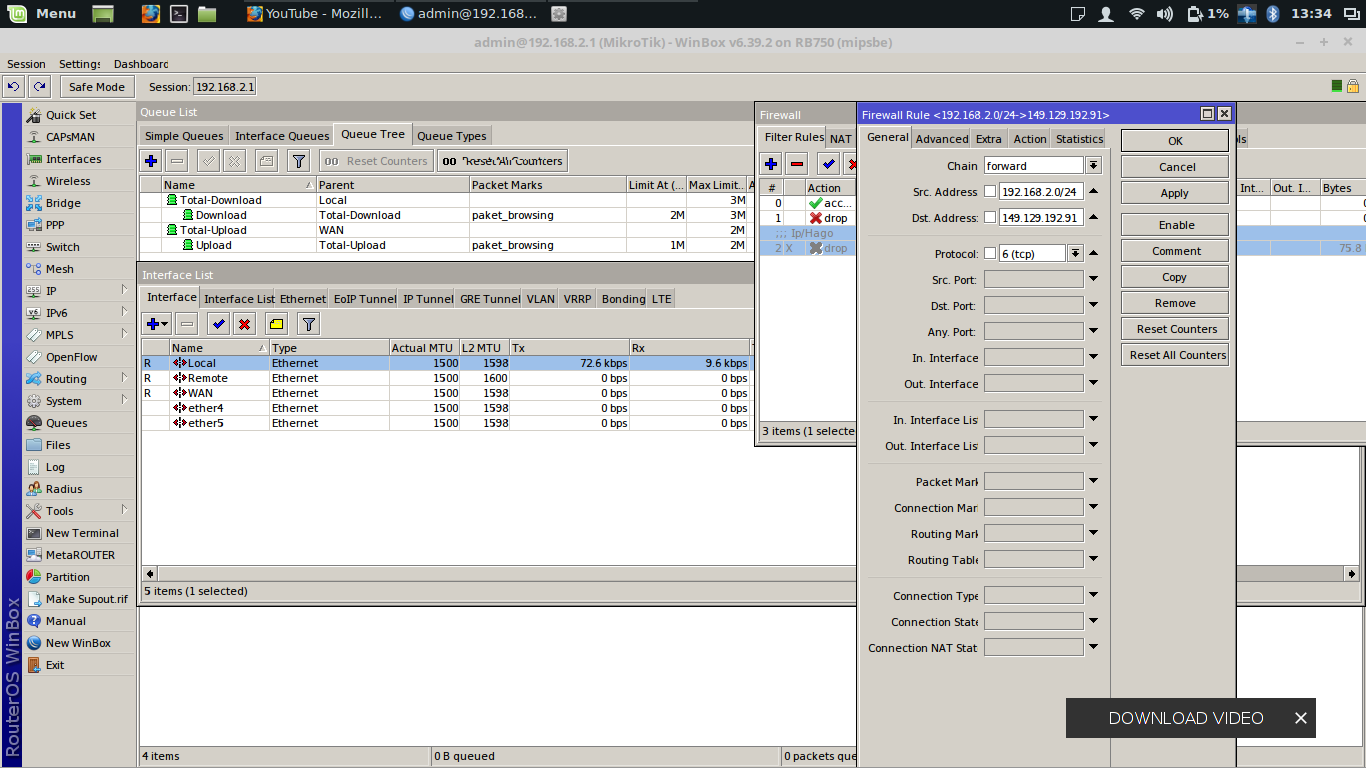 Menu
YouTube - Mozill...
admin@192.168...
1%
13:34
admin@192.168.2.1 (MikroTik) - WinBox v6.39.2 on RB750 (mipsbe)
Session Settings Dashboard
Safe Mode Session: 192.168.2.1
RouterOS WinBox
Quick Set
CAPsMAN
Interfaces
Wireless
Bridge
PPP
Switch
Mesh
IP
IPv6
MPLS
OpenFlow
Routing
System
Queues
Files
Log
Radius
Tools
New Terminal
MetaROUTER
Partition
Make Supout.rif
Manual
New WinBox
Exit
Queue List
Simple Queues Interface Queues Queue Tree Queue Types
00 Reset Counters 00 Reset All Counters
Name Parent Packet Marks Limit At (... Max Limit... A
Total-Download Local 3M
Download Total-Download paket_browsing 2M 3M
Total-Upload WAN 2M
Upload Total-Upload paket_browsing 1M 2M
4 items 0 B queued 0 packets que
Interface List
Interface Interface List Ethernet EoIP Tunnel IP Tunnel GRE Tunnel VLAN VRRP Bonding LTE
Name Type Actual MTU L2 MTU Tx Rx
R Local Ethernet 1500 1598 72.6 kbps 9.6 kbps
R Remote Ethernet 1500 1600 0 bps 0 bps
R WAN Ethernet 1500 1598 0 bps 0 bps
ether4 Ethernet 1500 1598 0 bps 0 bps
ether5 Ethernet 1500 1598 0 bps 0 bps
5 items (1 selected)
Firewall
Filter Rules NAT
# Action Int... Out. I... Bytes
0 acc...
1 drop
;;; Ip/Hago
2 X drop 75.8
3 items (1 selecte
Firewall Rule <192.168.2.0/24->149.129.192.91>
General Advanced Extra Action Statistics
Chain forward
Src. Address 192.168.2.0/24
Dst. Address: 149.129.192.91
Protocol: 6 (tcp)
Src. Port:
Dst. Port:
Any. Port:
In. Interface
Out. Interface
In. Interface Lis
Out. Interface Lis
Packet Mark
Connection Mar
Routing Mark
Routing Table
Connection Type
Connection State
Connection NAT Stat
OK
Cancel
Apply
Enable
Comment
Copy
Remove
Reset Counters
Reset All Counters
DOWNLOAD VIDEO ×